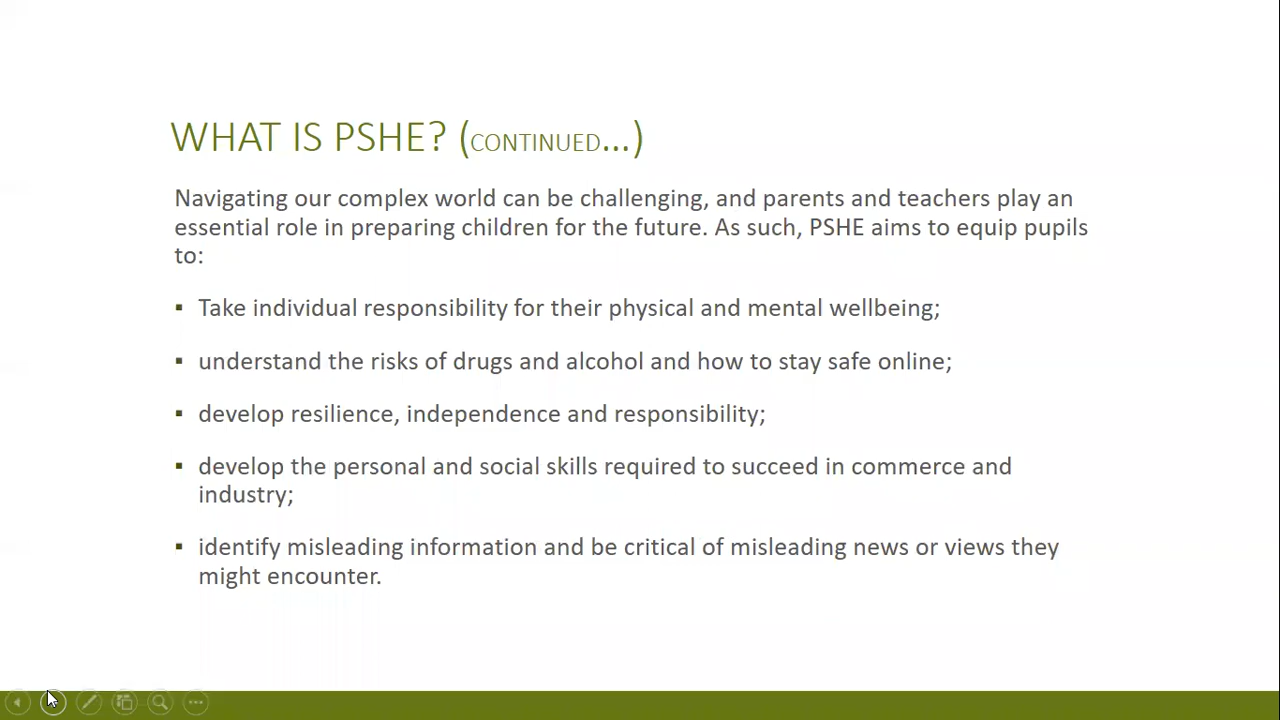 WHAT IS PSHE? (CONTINUED...)
Navigating our complex world can be challenging, and parents and teachers play an
essential role in preparing children for the future. As such, PSHE aims to equip pupils
to:
▪ Take individual responsibility for their physical and mental wellbeing;
▪ understand the risks of drugs and alcohol and how to stay safe online;
▪ develop resilience, independence and responsibility;
▪ develop the personal and social skills required to succeed in commerce and
industry;
▪ identify misleading information and be critical of misleading news or views they
might encounter.